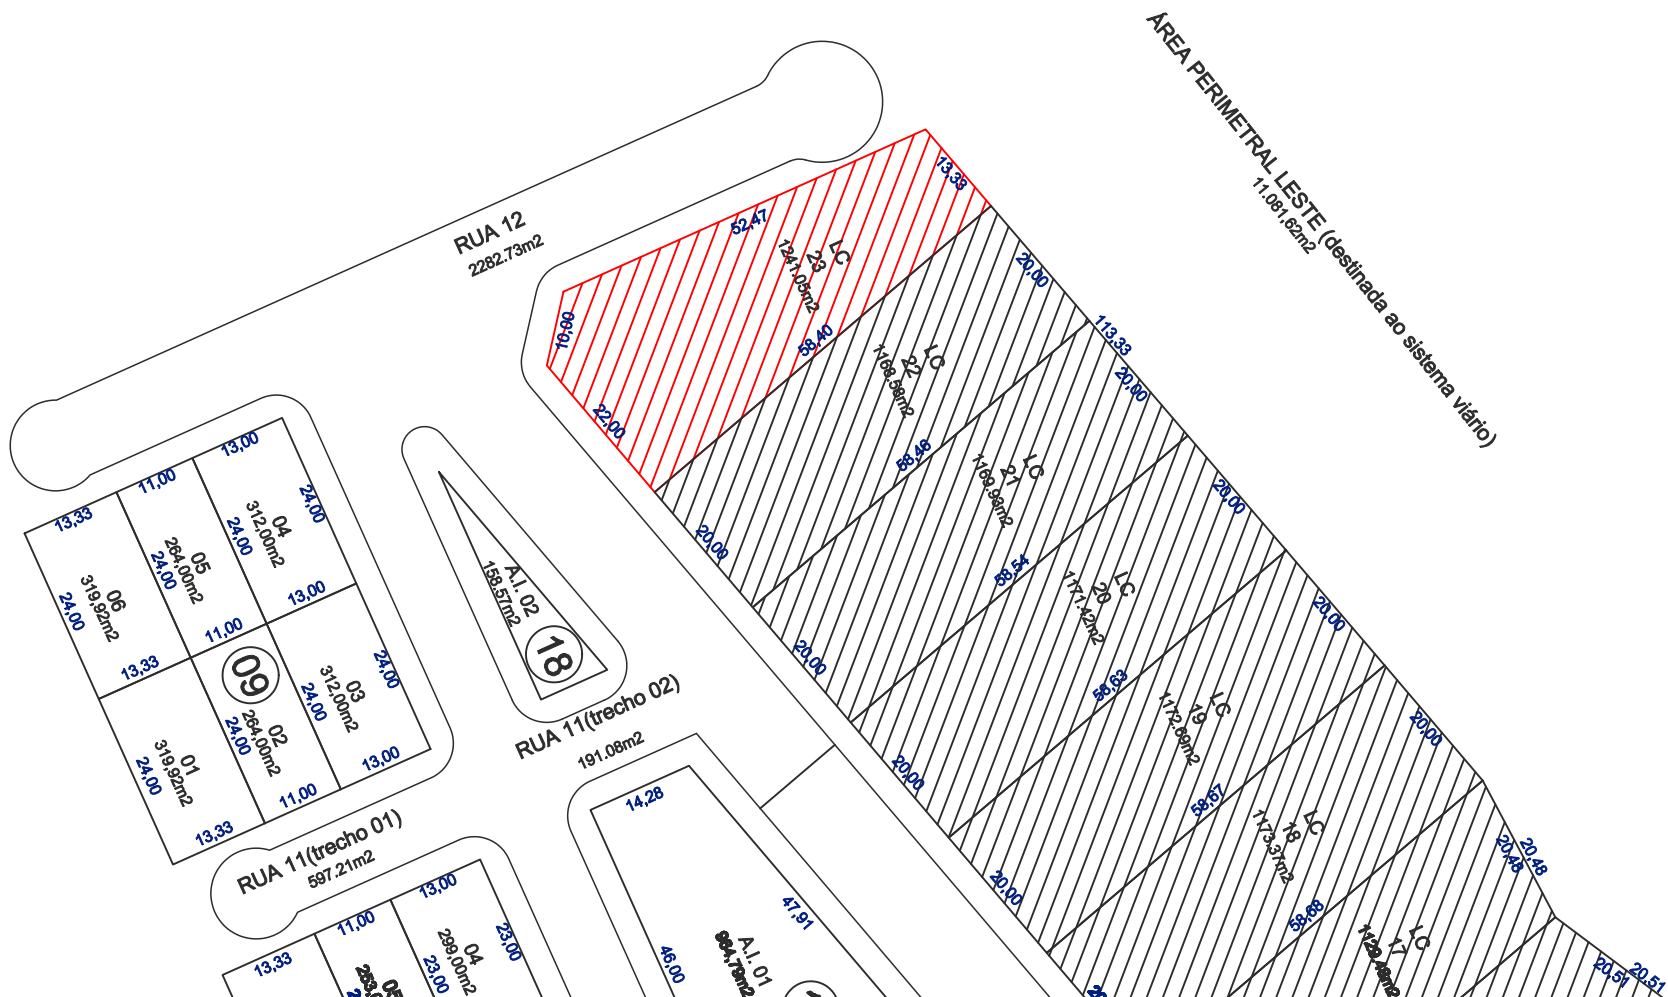 ÁREA PERIMETRAL LESTE (destinada ao sistema viário)
11.081,62m2
RUA 12
2282.73m2
52,47
13,33
10,00
22,00
58,40
LC
23
1241.05m2
20,00
113,33
LC
22
1168.58m2
58,46
20,00
20,00
LC
21
1169.93m2
58,54
20,00
20,00
LC
20
1171.42m2
58,63
20,00
20,00
LC
19
1172.69m2
58,67
20,00
20,00
LC
18
1173.37m2
58,68
20,00
20,48
20,48
LC
17
20,51
20,51
13,33
11,00
13,00
24,00
06
319,92m2
24,00
05
264,00m2
24,00
04
312,00m2
24,00
13,33
11,00
13,00
09
01
319,92m2
24,00
02
264,00m2
24,00
03
312,00m2
24,00
24,00
13,33
11,00
13,00
A.I. 02
158.57m2
18
RUA 11(trecho 02)
191.08m2
RUA 11(trecho 01)
597.21m2
13,33
11,00
13,00
23,00
05
04
299,00m2
23,00
14,28
47,91
46,00
A.I. 01